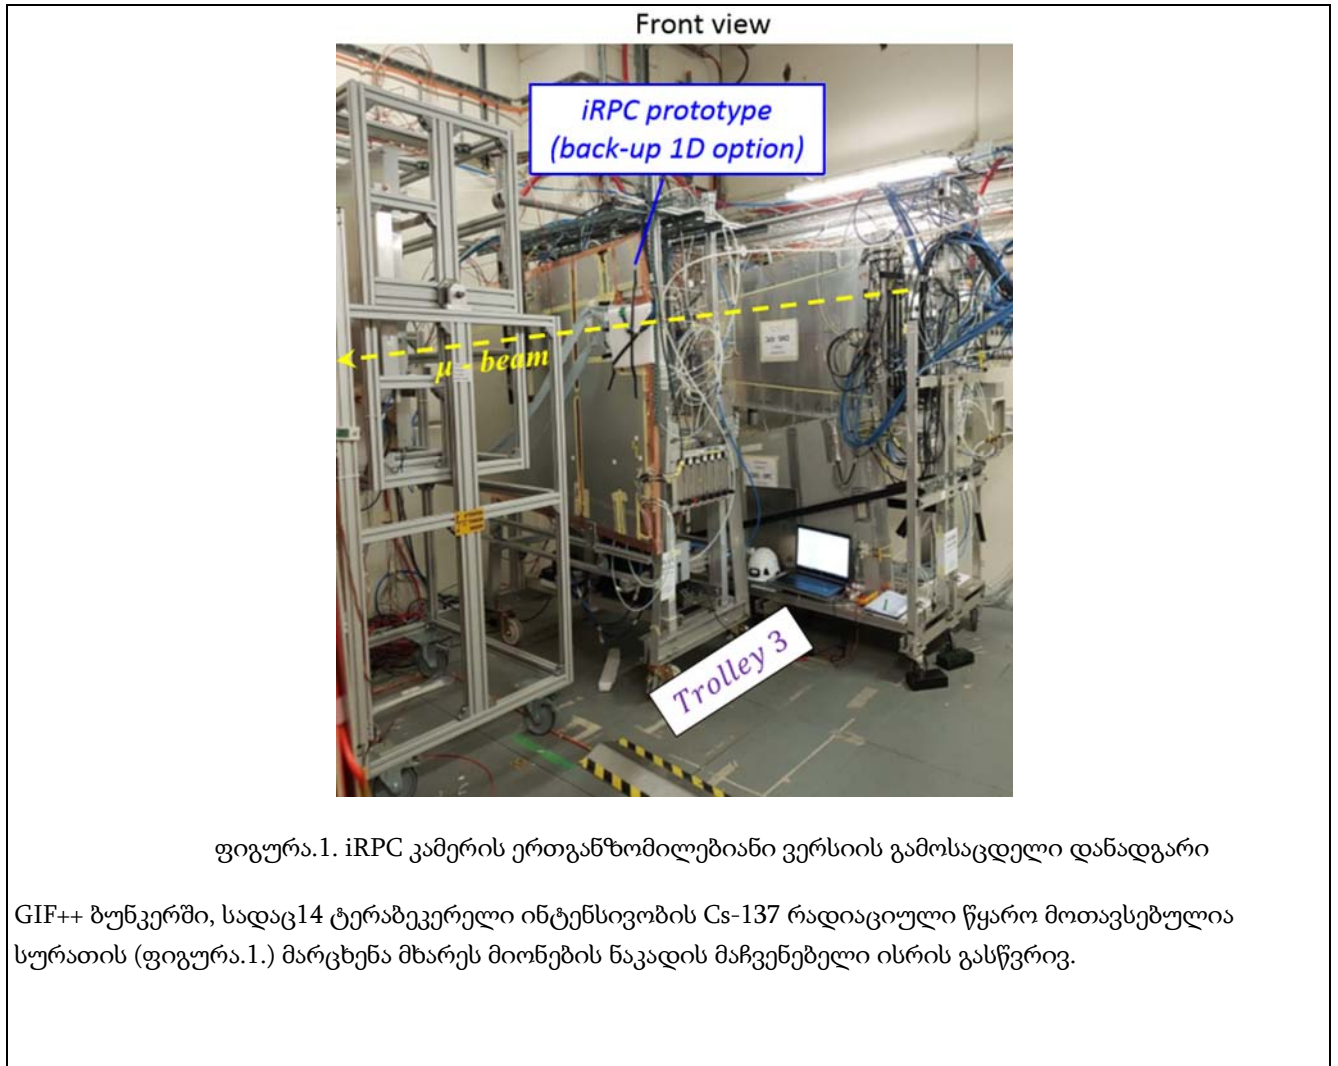 Front view
iRPC prototype
(back-up 1D option)
μ - beam
Trolley 3
ფიგურა.1. iRPC კამერის ერთგანზომილებიანი ვერსიის გამოსაცდელი დანადგარი
GIF++ ბუნკერში, სადაც14 ტერაბეკერელი ინტენსივობის Cs-137 რადიაციული წყარო მოთავსებულია
სურათის (ფიგურა.1.) მარცხენა მხარეს მიონების ნაკადის მაჩვენებელი ისრის გასწვრივ.